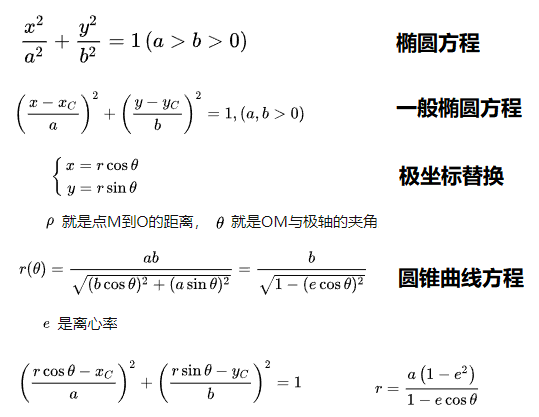 \frac{x^2}{a^2} + \frac{y^2}{b^2} = 1 (a > b > 0) 椭圆方程
\left(\frac{x - x_C}{a}\right)^2 + \left(\frac{y - y_C}{b}\right)^2 = 1, (a, b > 0) 一般椭圆方程
\begin{cases} x = r\cos\theta \\ y = r\sin\theta \end{cases} 极坐标替换
ρ 就是点M到O的距离， θ 就是OM与极轴的夹角
r(\theta) = \frac{ab}{\sqrt{(b\cos\theta)^2 + (a\sin\theta)^2}} = \frac{b}{\sqrt{1 - (e\cos\theta)^2}} 圆锥曲线方程
e 是离心率
\left(\frac{r\cos\theta - x_C}{a}\right)^2 + \left(\frac{r\sin\theta - y_C}{b}\right)^2 = 1 r = \frac{a(1 - e^2)}{1 - e\cos\theta}